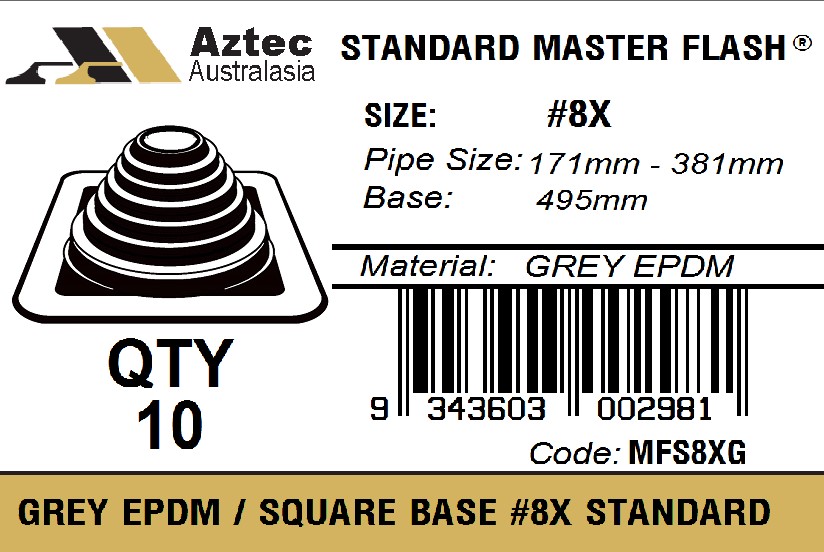 Aztec
Australasia
STANDARD MASTER FLASH®
SIZE: #8X
Pipe Size: 171mm - 381mm
Base: 495mm
Material: GREY EPDM
QTY
10
9 343603 002981
Code: MFS8XG
GREY EPDM / SQUARE BASE #8X STANDARD